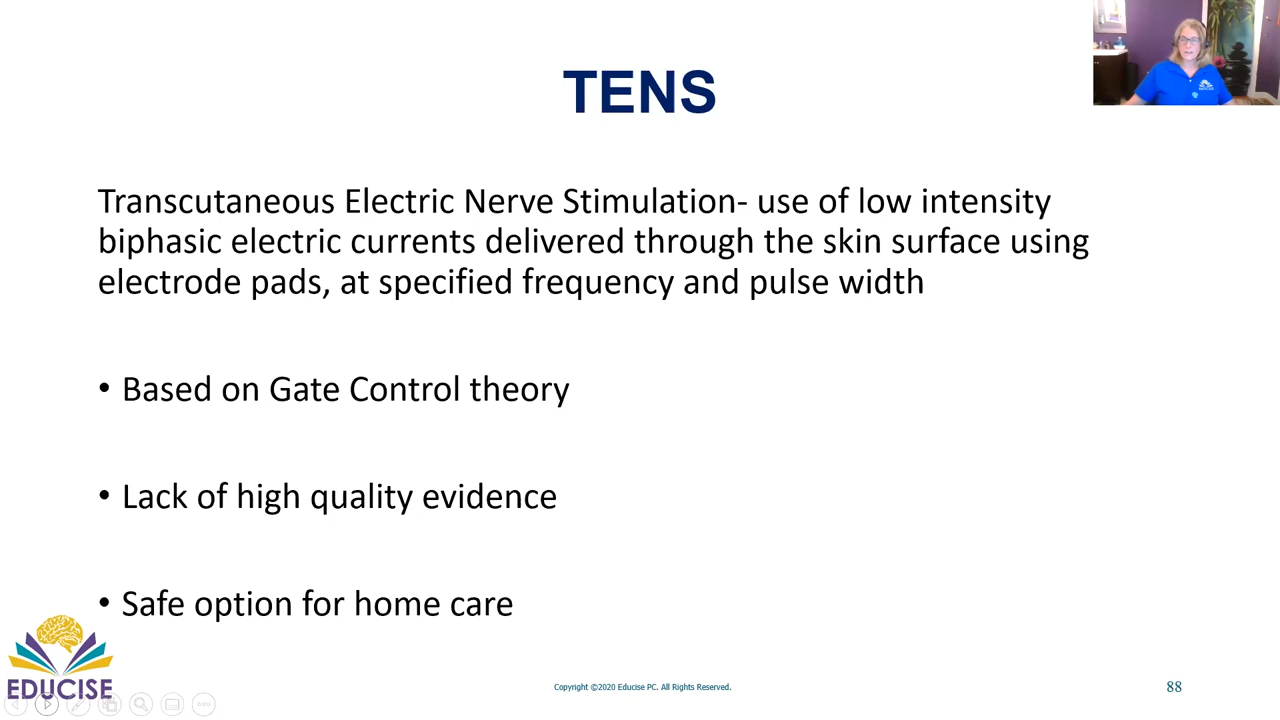 TENS
Transcutaneous Electric Nerve Stimulation- use of low intensity
biphasic electric currents delivered through the skin surface using
electrode pads, at specified frequency and pulse width
• Based on Gate Control theory
• Lack of high quality evidence
• Safe option for home care
EDUCISE
Copyright ©2020 Educise PC. All Rights Reserved.
88